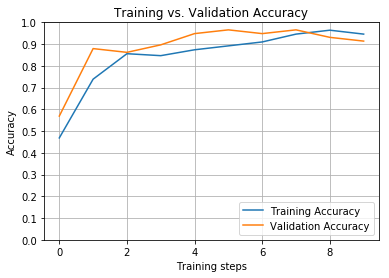 Training vs. Validation Accuracy
1.0
0.9
0.8
0.7
0.6
0.5
0.4
0.3
0.2
0.1
0.0
Accuracy
0 2 4 6 8
Training steps
Training Accuracy
Validation Accuracy